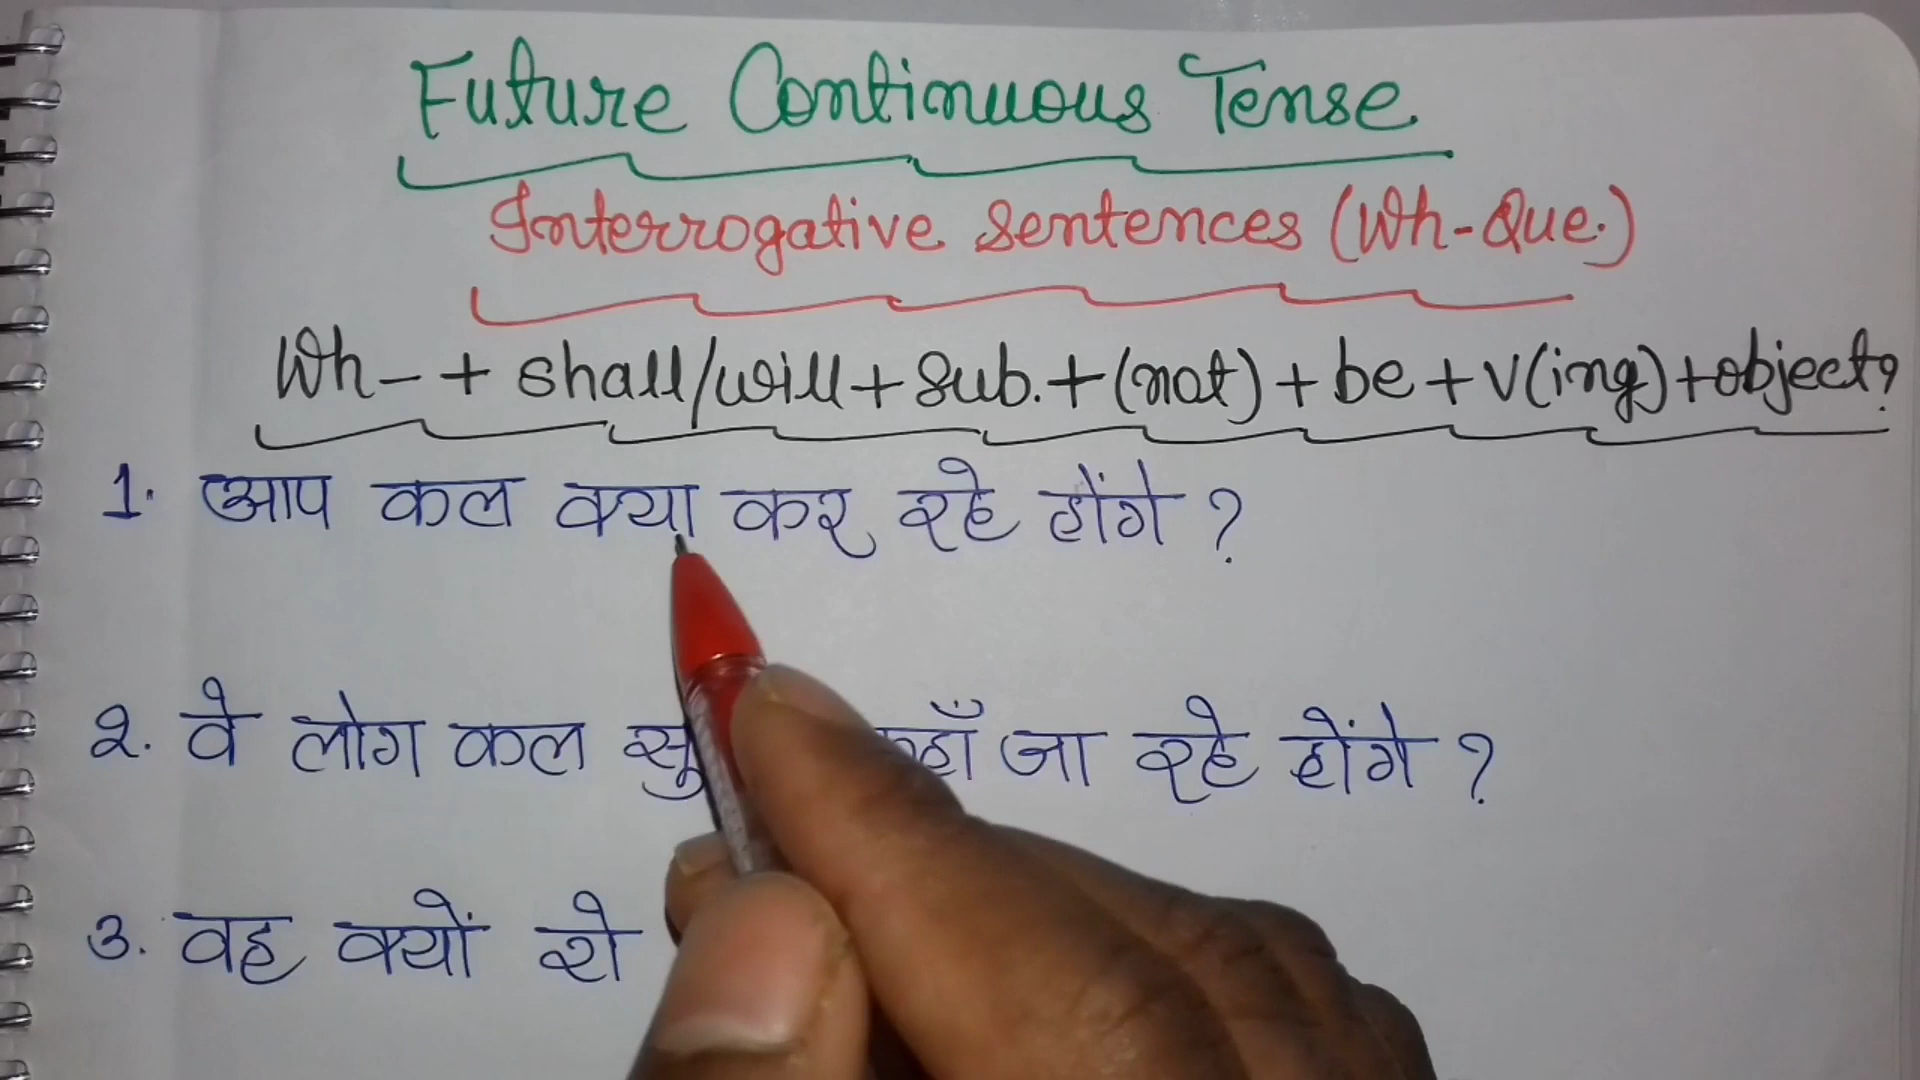 Future Continuous Tense
Interrogative Sentences (Wh-Que.)
Wh- + shall/will + sub. + (not) + be + v(ing) + object?
1. आप कल क्या कर रहे होंगे ?
2. वे लोग कल जा रहे होंगे ?
3. वह क्यों रो